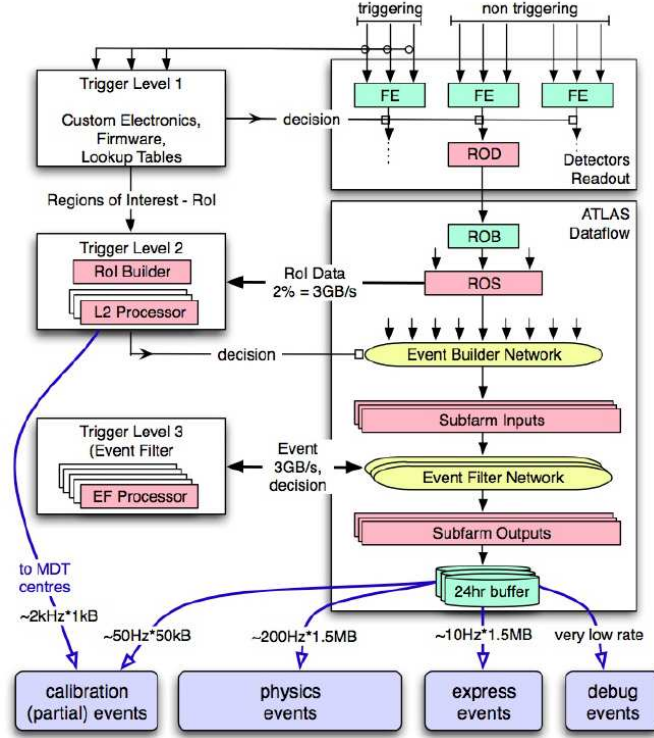 triggering
non triggering
Trigger Level 1
Custom Electronics,
Firmware,
Lookup Tables
decision
FE
FE
FE
ROD
Detectors
Readout
Regions of Interest - RoI
Trigger Level 2
RoI Builder
L2 Processor
RoI Data
2% = 3GB/s
ATLAS
Dataflow
ROB
ROS
decision
Event Builder Network
Subfarm Inputs
Trigger Level 3
(Event Filter
EF Processor
Event
3GB/s,
decision
Event Filter Network
Subfarm Outputs
24hr buffer
to MDT
centres
~2kHz*1kB
~50Hz*50kB
~200Hz*1.5MB
~10Hz*1.5MB
very low rate
calibration
(partial) events
physics
events
express
events
debug
events